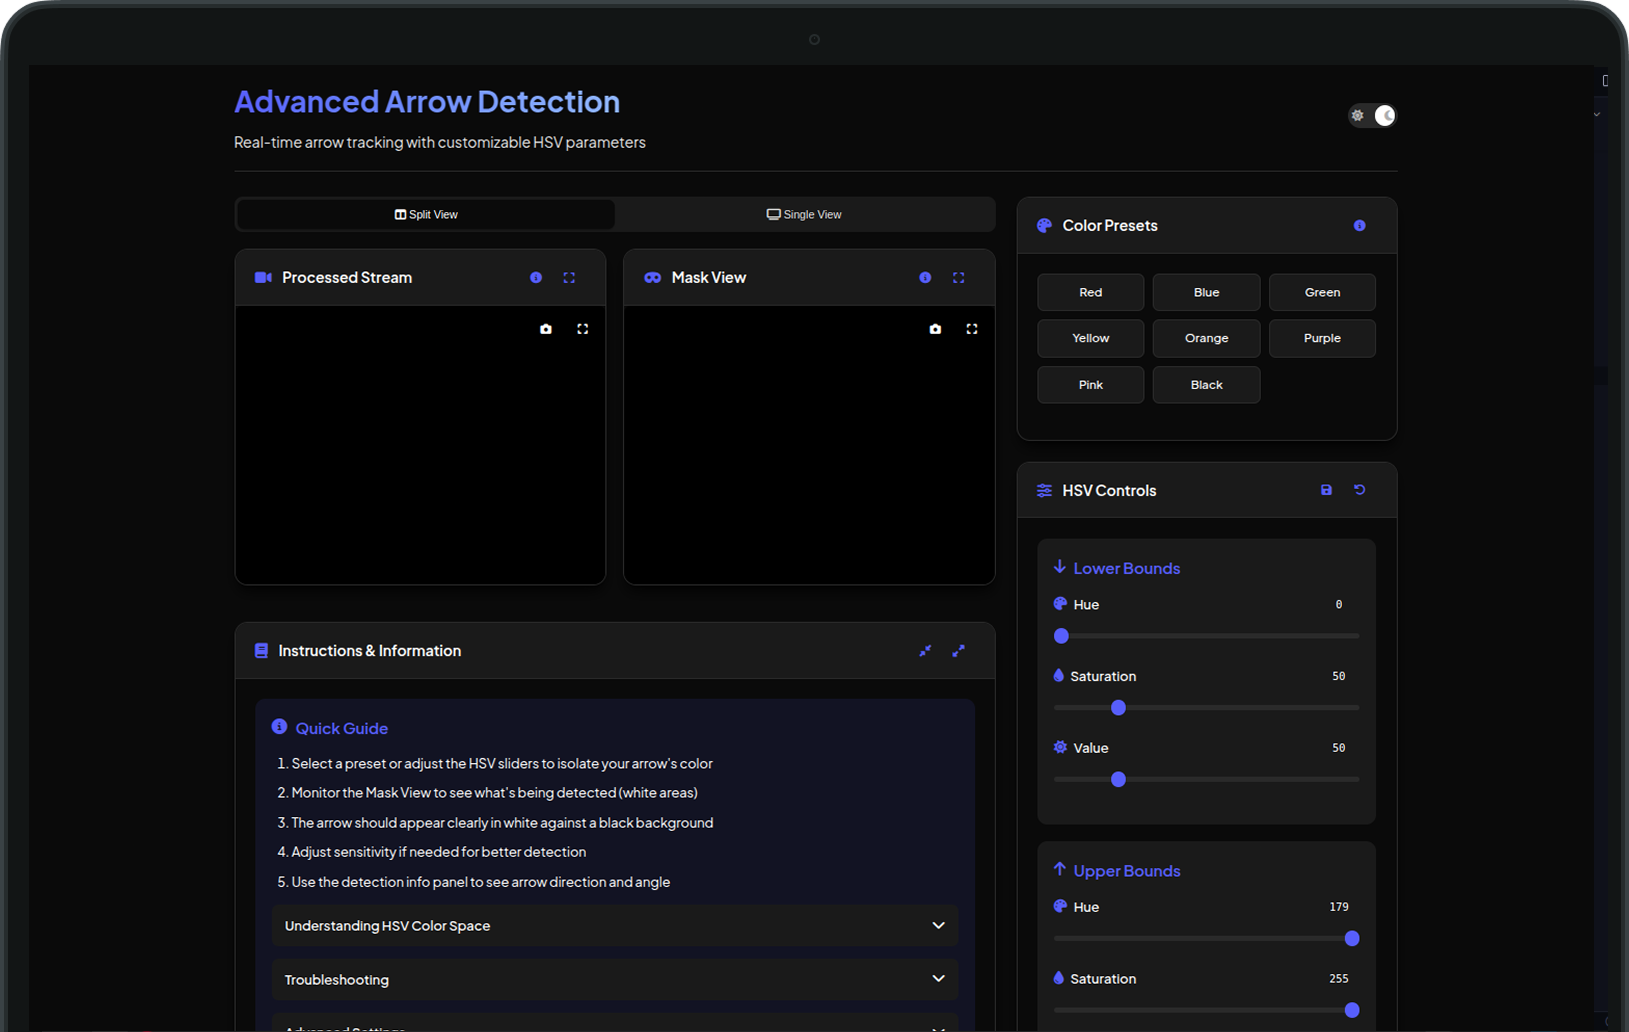 Advanced Arrow Detection
Real-time arrow tracking with customizable HSV parameters
Split View
Single View
Processed Stream
Mask View
Instructions & Information
Quick Guide
1. Select a preset or adjust the HSV sliders to isolate your arrow's color
2. Monitor the Mask View to see what's being detected (white areas)
3. The arrow should appear clearly in white against a black background
4. Adjust sensitivity if needed for better detection
5. Use the detection info panel to see arrow direction and angle
Understanding HSV Color Space
Troubleshooting
Advanced Settings
Color Presets
Red Blue Green
Yellow Orange Purple
Pink Black
HSV Controls
Lower Bounds
Hue 0
Saturation 50
Value 50
Upper Bounds
Hue 179
Saturation 255